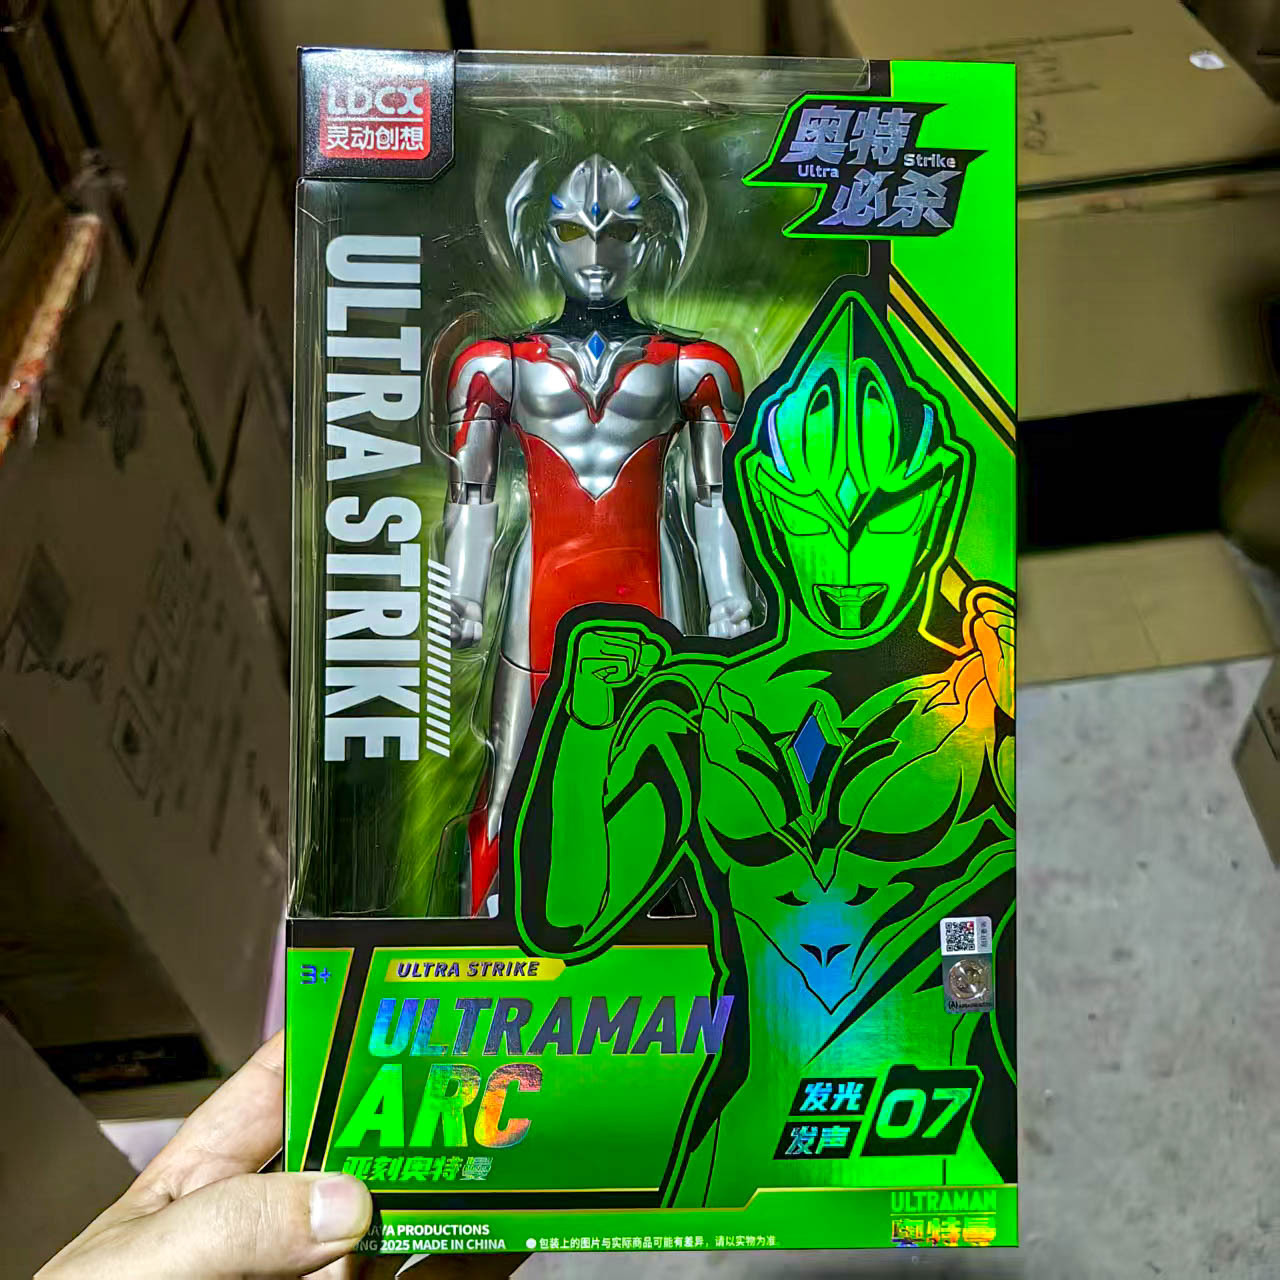 LDCX
灵动创想
奥特
Ultra Strike
必杀
ULTRA STRIKE
3+
ULTRA STRIKE
ULTRAMAN
ARC
亚刻奥特曼
发光
发声
07
ULTRAMAN
奥特曼
PRODUCTIONS
2025 MADE IN CHINA
●包装上的图片与实际商品可能有差异，请以实物为准。